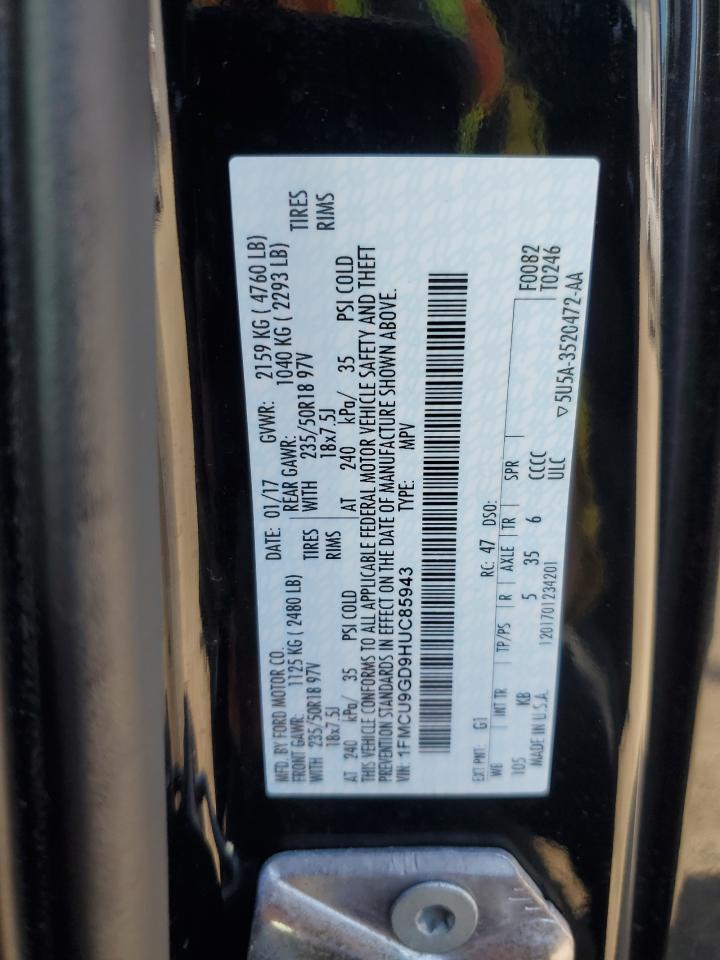 MFD. BY FORD MOTOR CO. DATE: 01/17 GVWR: 2159 KG ( 4760 LB)
FRONT GAWR: 1125 KG ( 2480 LB) REAR GAWR: 1040 KG ( 2293 LB)
WITH 235/50R18 97V TIRES WITH 235/50R18 97V TIRES
18x7.5J RIMS 18x7.5J RIMS
AT 240 kPa/ 35 PSI COLD AT 240 kPa/ 35 PSI COLD
THIS VEHICLE CONFORMS TO ALL APPLICABLE FEDERAL MOTOR VEHICLE SAFETY AND THEFT
PREVENTION STANDARDS IN EFFECT ON THE DATE OF MANUFACTURE SHOWN ABOVE.
VIN: 1FMCU9GD9HUC85943 TYPE: MPV
EXT PNT: G1 RC: 47 DSO: F0082
WB INT TR TP/PS R AXLE TR SPR T0246
105 KB 5 35 6 CCCC
MADE IN U.S.A. 1201701234201 ULC ▽5U5A-3520472-AA